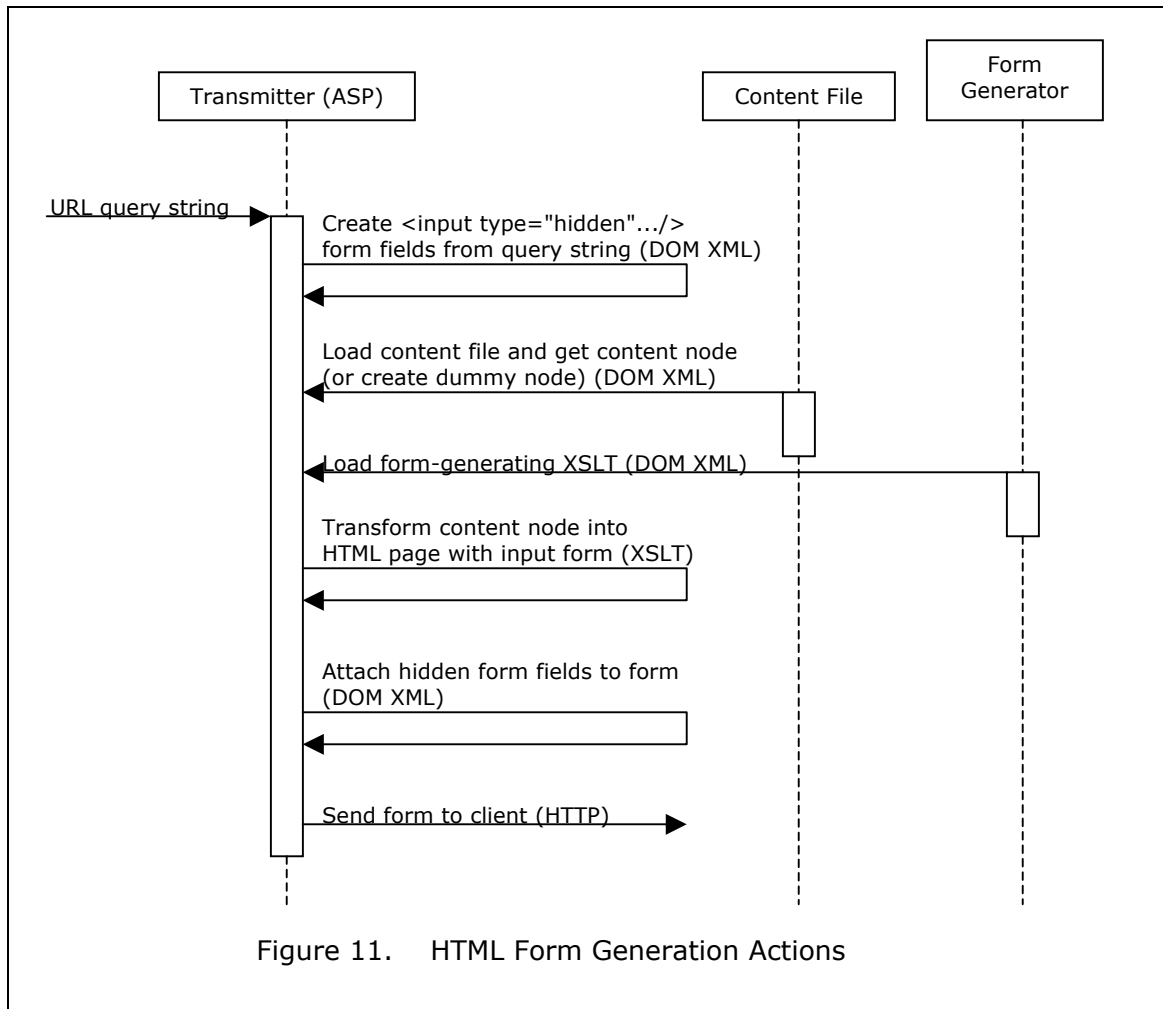 Transmitter (ASP)
Content File
Form
Generator
URL query string
Create <input type="hidden".../>
form fields from query string (DOM XML)
Load content file and get content node
(or create dummy node) (DOM XML)
Load form-generating XSLT (DOM XML)
Transform content node into
HTML page with input form (XSLT)
Attach hidden form fields to form
(DOM XML)
Send form to client (HTTP)
Figure 11. HTML Form Generation Actions